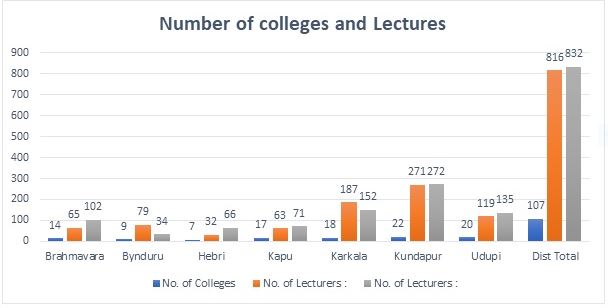 Number of colleges and Lectures
900
800
700
600
500
400
300
200
100
0
14 65 102
9 79 34
7 32 66
17 63 71
18 187 152
22 271 272
20 119 135
107 816 832
Brahmavara Bynduru Hebri Kapu Karkala Kundapur Udupi Dist Total
No. of Colleges No. of Lecturers : No. of Lecturers :